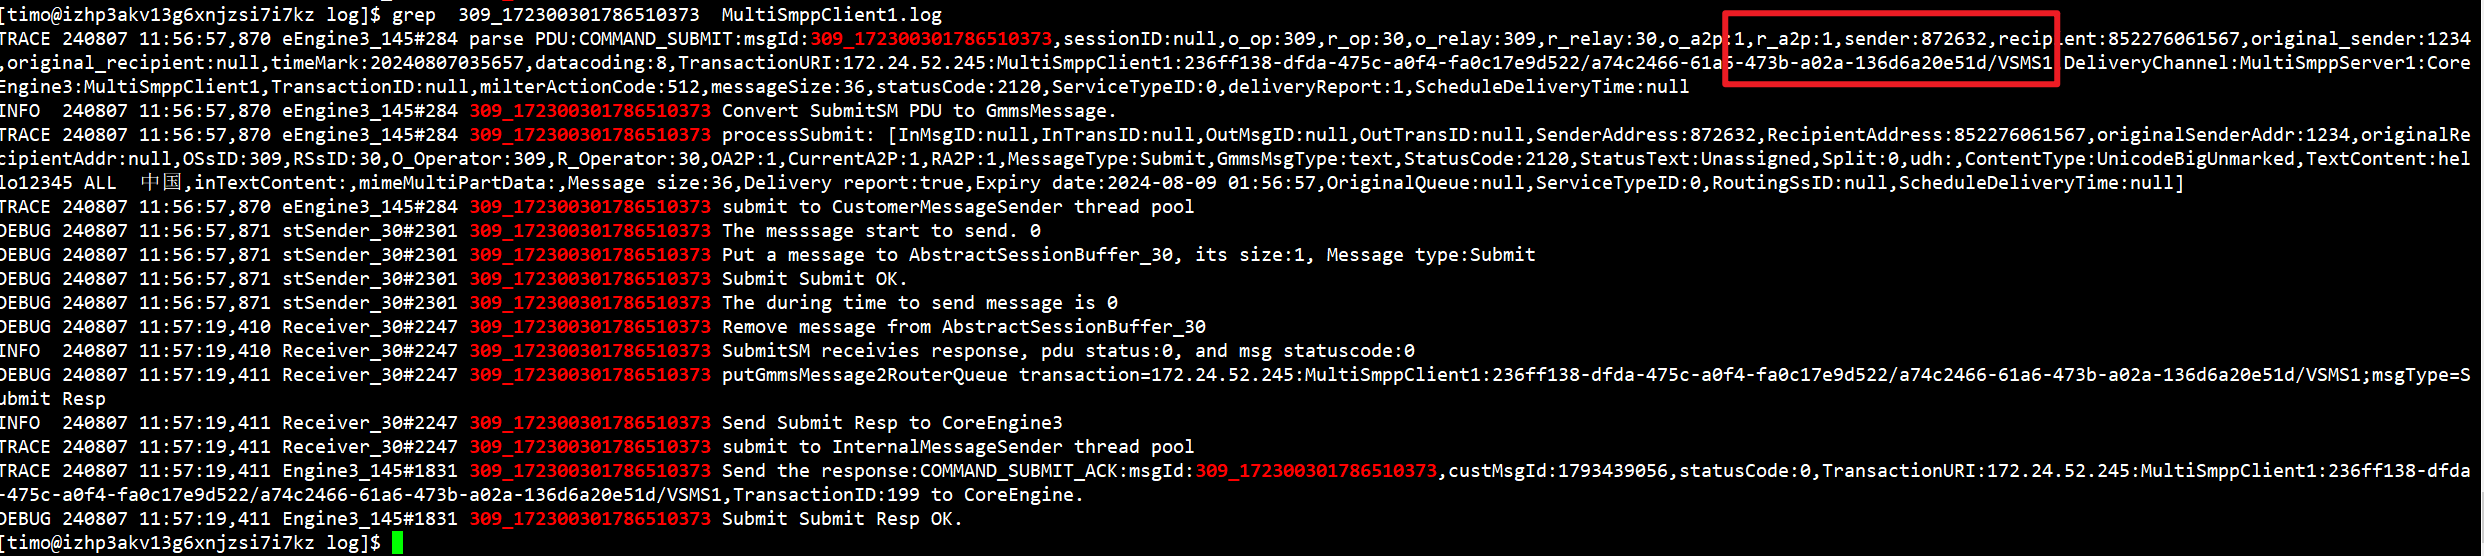 [timo@izhp3akv13g6xnjzsi7i7kz log]$ grep  309_172300301786510373  MultiSmppClient1.log
TRACE 240807 11:56:57,870 eEngine3_145#284 parse PDU:COMMAND_SUBMIT:msgId:309_172300301786510373,sessionID:null,o_op:309,r_op:30,o_relay:309,r_relay:30,o_a2p:1,r_a2p:1,sender:872632,recipient:852276061567,original_sender:1234
,original_recipient:null,timeMark:20240807035657,datacoding:8,TransactionURI:172.24.52.245:MultiSmppClient1:236ff138-dfda-475c-a0f4-fa0c17e9d522/a74c2466-61a6-473b-a02a-136d6a20e51d/VSMS1,DeliveryChannel:MultiSmppServer1:Core
Engine3:MultiSmppClient1,TransactionID:null,milterActionCode:512,messageSize:36,statusCode:2120,ServiceTypeID:0,deliveryReport:1,ScheduleDeliveryTime:null
INFO  240807 11:56:57,870 eEngine3_145#284 309_172300301786510373 Convert SubmitSM PDU to GmmsMessage.
TRACE 240807 11:56:57,870 eEngine3_145#284 309_172300301786510373 processSubmit: [InMsgID:null,InTransID:null,OutMsgID:null,OutTransID:null,SenderAddress:872632,RecipientAddress:852276061567,originalSenderAddr:1234,originalRe
cipientAddr:null,OSsID:309,RSsID:30,O_Operator:309,R_Operator:30,OA2P:1,CurrentA2P:1,RA2P:1,MessageType:Submit,GmmsMsgType:text,StatusCode:2120,StatusText:Unassigned,Split:0,udh:,ContentType:UnicodeBigUnmarked,TextContent:hel
lo12345 ALL  中国,inTextContent:,mimeMultiPartData:,Message size:36,Delivery report:true,Expiry date:2024-08-09 01:56:57,OriginalQueue:null,ServiceTypeID:0,RoutingSsID:null,ScheduleDeliveryTime:null]
TRACE 240807 11:56:57,870 eEngine3_145#284 309_172300301786510373 submit to CustomerMessageSender thread pool
DEBUG 240807 11:56:57,871 stSender_30#2301 309_172300301786510373 The messsage start to send. 0
DEBUG 240807 11:56:57,871 stSender_30#2301 309_172300301786510373 Put a message to AbstractSessionBuffer_30, its size:1, Message type:Submit
DEBUG 240807 11:56:57,871 stSender_30#2301 309_172300301786510373 Submit Submit OK.
DEBUG 240807 11:56:57,871 stSender_30#2301 309_172300301786510373 The during time to send message is 0
DEBUG 240807 11:57:19,410 Receiver_30#2247 309_172300301786510373 Remove message from AbstractSessionBuffer_30
INFO  240807 11:57:19,410 Receiver_30#2247 309_172300301786510373 SubmitSM receivies response, pdu status:0, and msg statuscode:0
DEBUG 240807 11:57:19,411 Receiver_30#2247 309_172300301786510373 putGmmsMessage2RouterQueue transaction=172.24.52.245:MultiSmppClient1:236ff138-dfda-475c-a0f4-fa0c17e9d522/a74c2466-61a6-473b-a02a-136d6a20e51d/VSMS1;msgType=S
ubmit Resp
INFO  240807 11:57:19,411 Receiver_30#2247 309_172300301786510373 Send Submit Resp to CoreEngine3
TRACE 240807 11:57:19,411 Receiver_30#2247 309_172300301786510373 submit to InternalMessageSender thread pool
TRACE 240807 11:57:19,411 Engine3_145#1831 309_172300301786510373 Send the response:COMMAND_SUBMIT_ACK:msgId:309_172300301786510373,custMsgId:1793439056,statusCode:0,TransactionURI:172.24.52.245:MultiSmppClient1:236ff138-dfda
-475c-a0f4-fa0c17e9d522/a74c2466-61a6-473b-a02a-136d6a20e51d/VSMS1,TransactionID:199 to CoreEngine.
DEBUG 240807 11:57:19,411 Engine3_145#1831 309_172300301786510373 Submit Submit Resp OK.
[timo@izhp3akv13g6xnjzsi7i7kz log]$